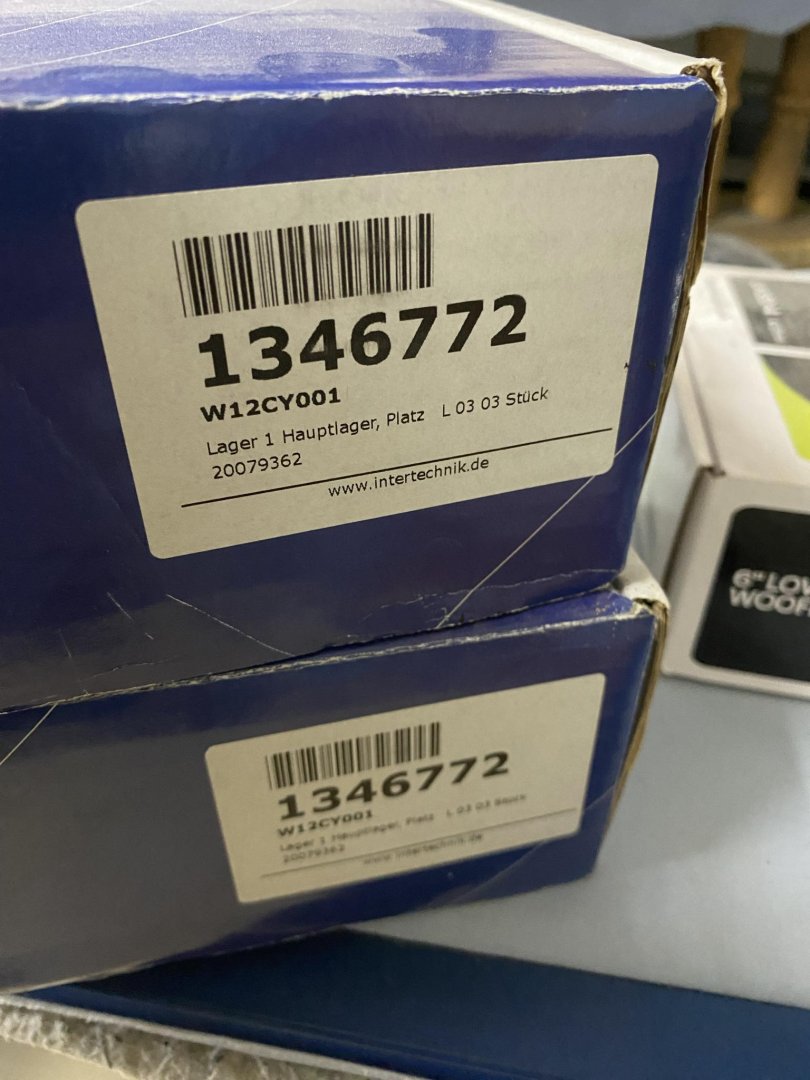 1346772
W12CY001
Lager 1 Hauptlager, Platz L 03 03 Stück
20079362
www.intertechnik.de
1346772
W12CY001
Lager 1 Hauptlager, Platz L 03 03 Stück
20079362
www.intertechnik.de
6" LOW
WOOF